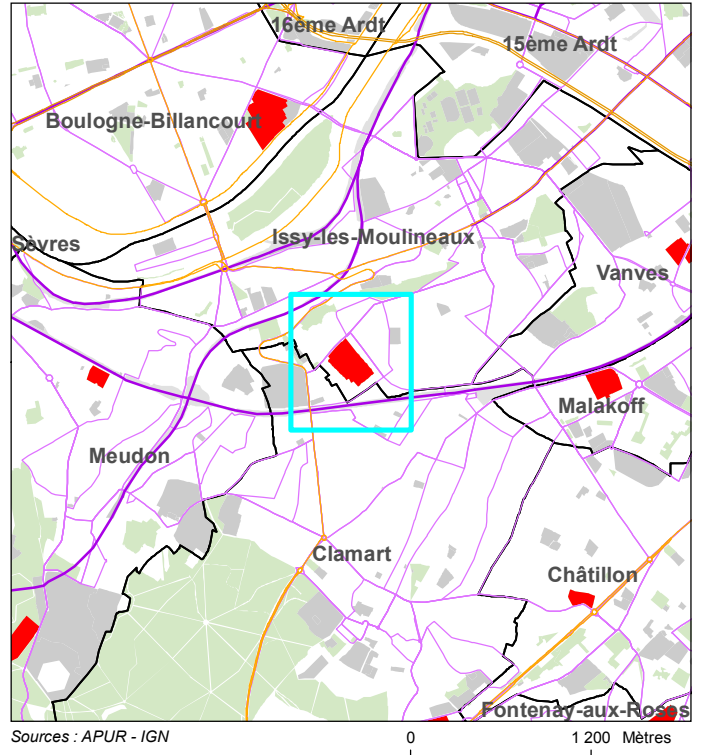 16ème Ardt
15ème Ardt
Boulogne-Billancourt
Sèvres
Issy-les-Moulineaux
Vanves
Malakoff
Meudon
Clamart
Châtillon
Fontenay-aux-Roses
Sources : APUR - IGN
0 1 200 Mètres